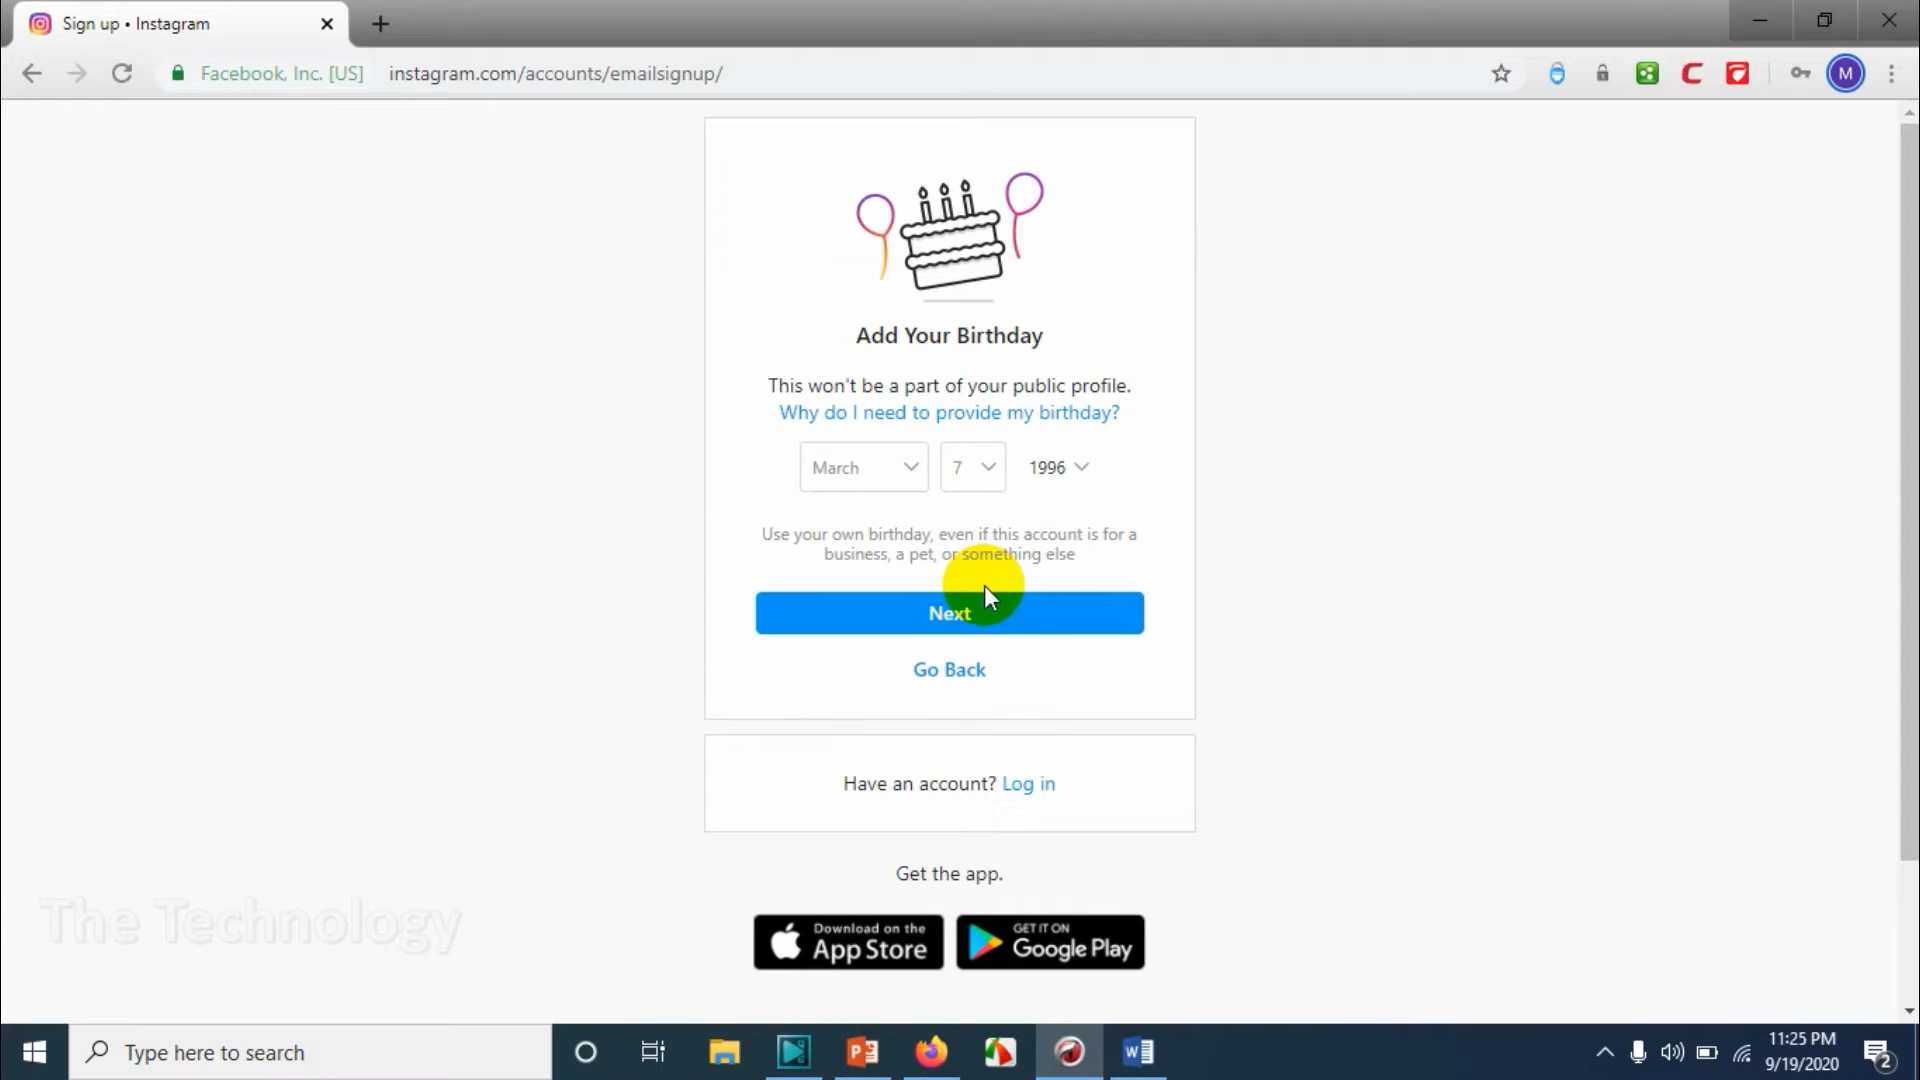 Sign up • Instagram
Facebook, Inc. [US] instagram.com/accounts/emailsignup/
M
Add Your Birthday
This won't be a part of your public profile.
Why do I need to provide my birthday?
March 7 1996
Use your own birthday, even if this account is for a
business, a pet, or something else
Next
Go Back
Have an account? Log in
Get the app.
Download on the
App Store
GET IT ON
Google Play
The Technology
Type here to search
11:25 PM
9/19/2020
2